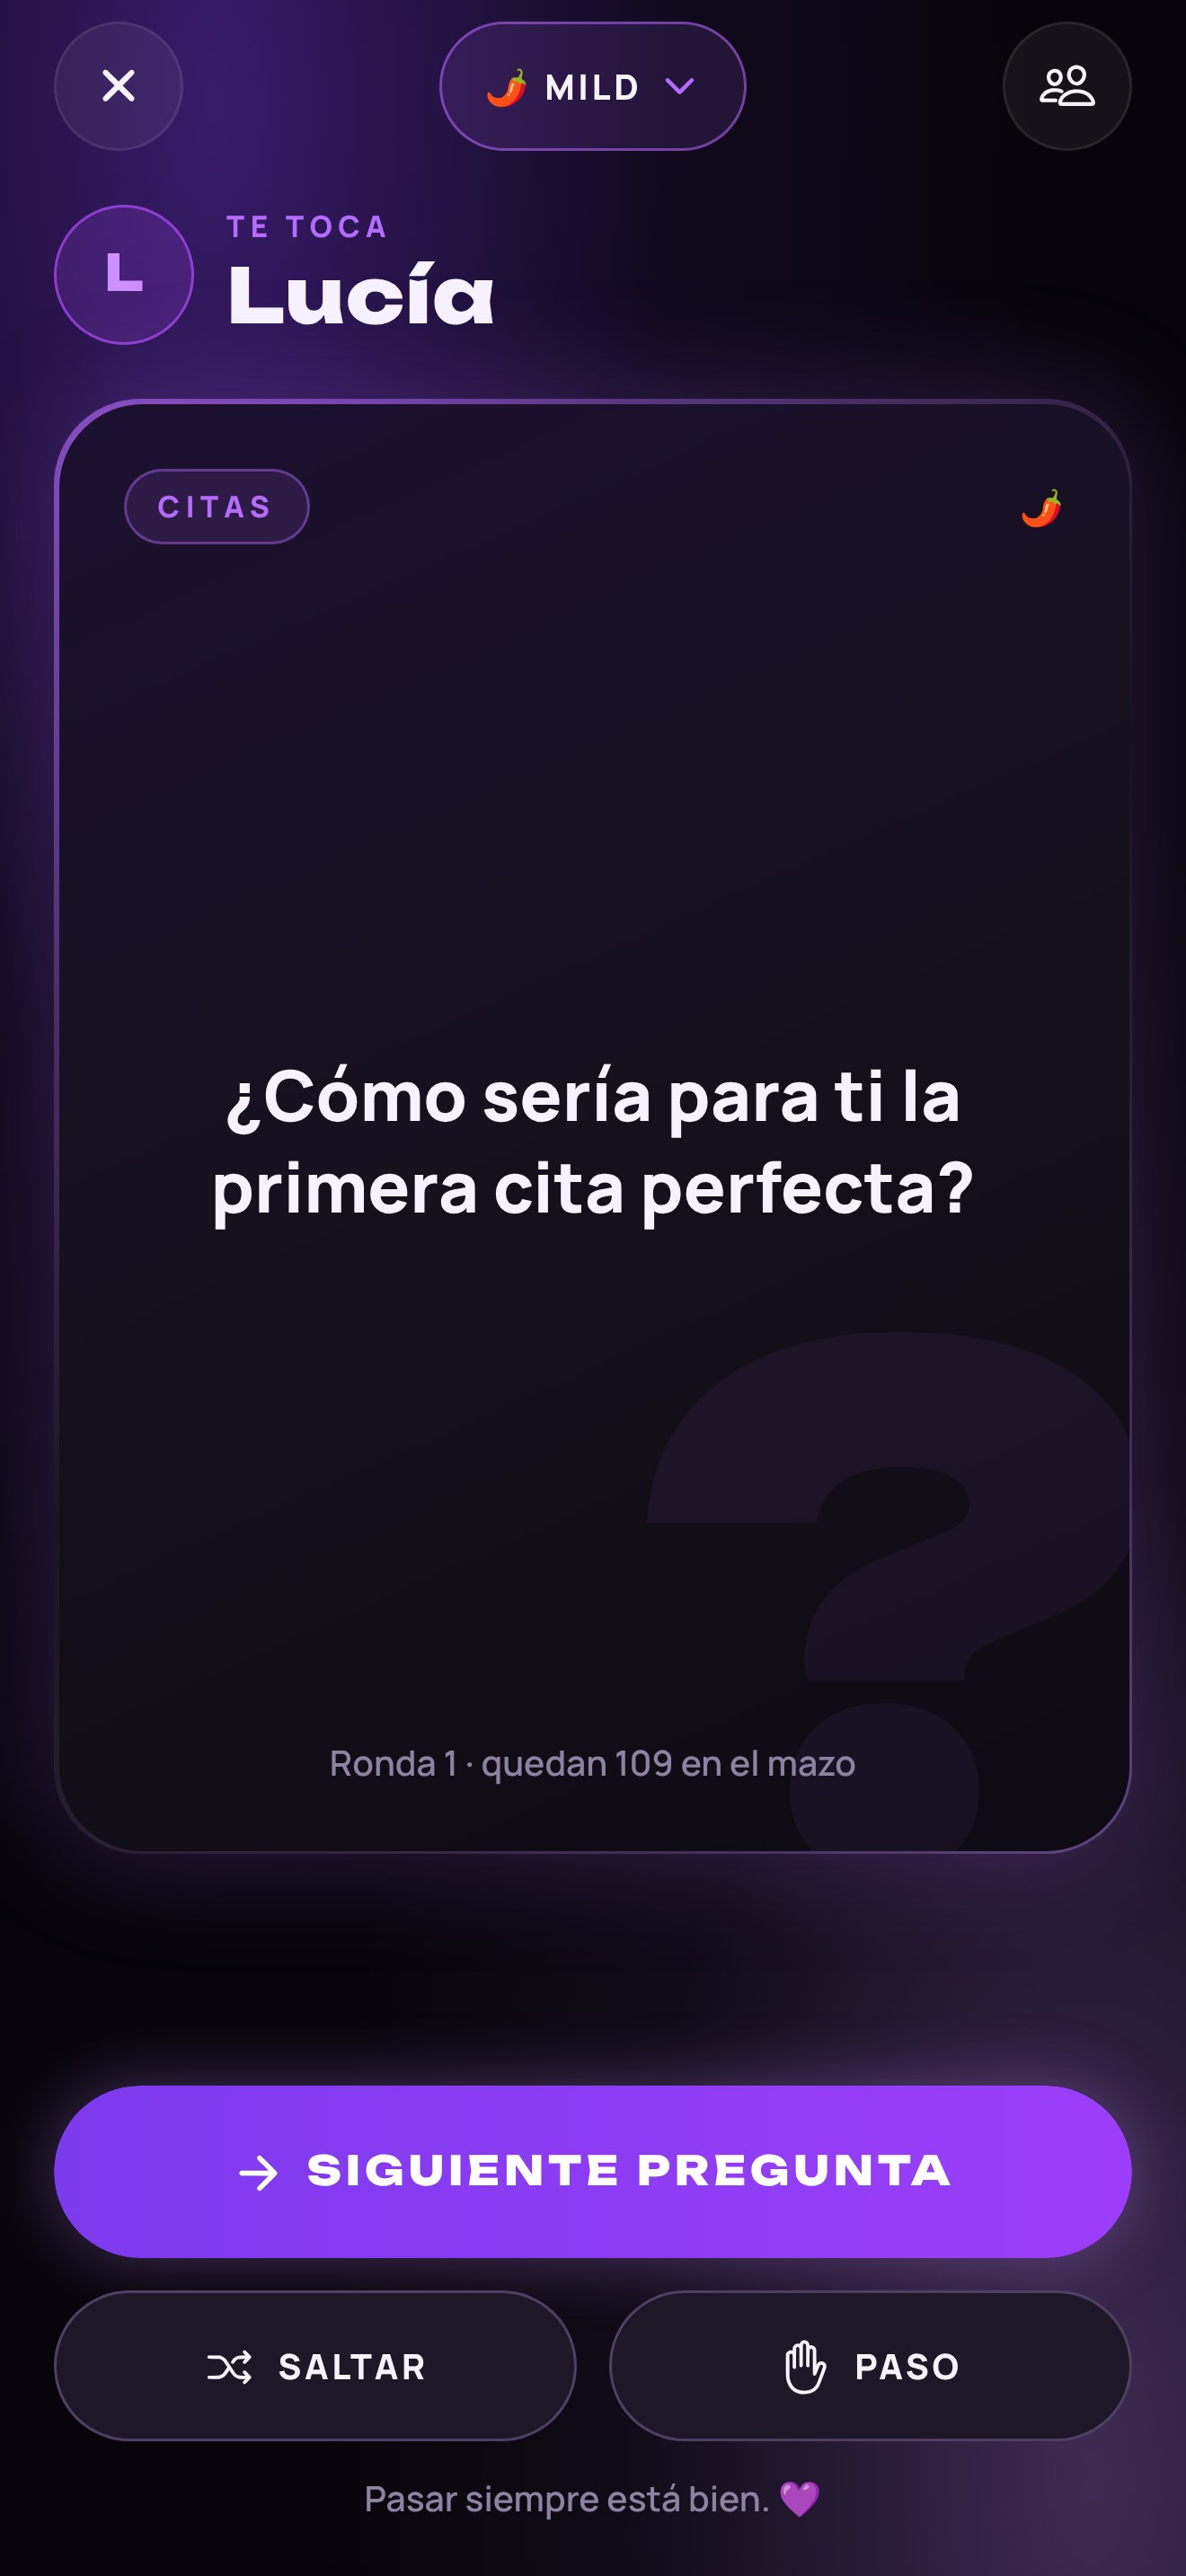 🌶️ MILD
TE TOCA
L
Lucía
CITAS
🌶️
¿Cómo sería para ti la
primera cita perfecta?
?
Ronda 1 · quedan 109 en el mazo
→ SIGUIENTE PREGUNTA
SALTAR
PASO
Pasar siempre está bien. 💜